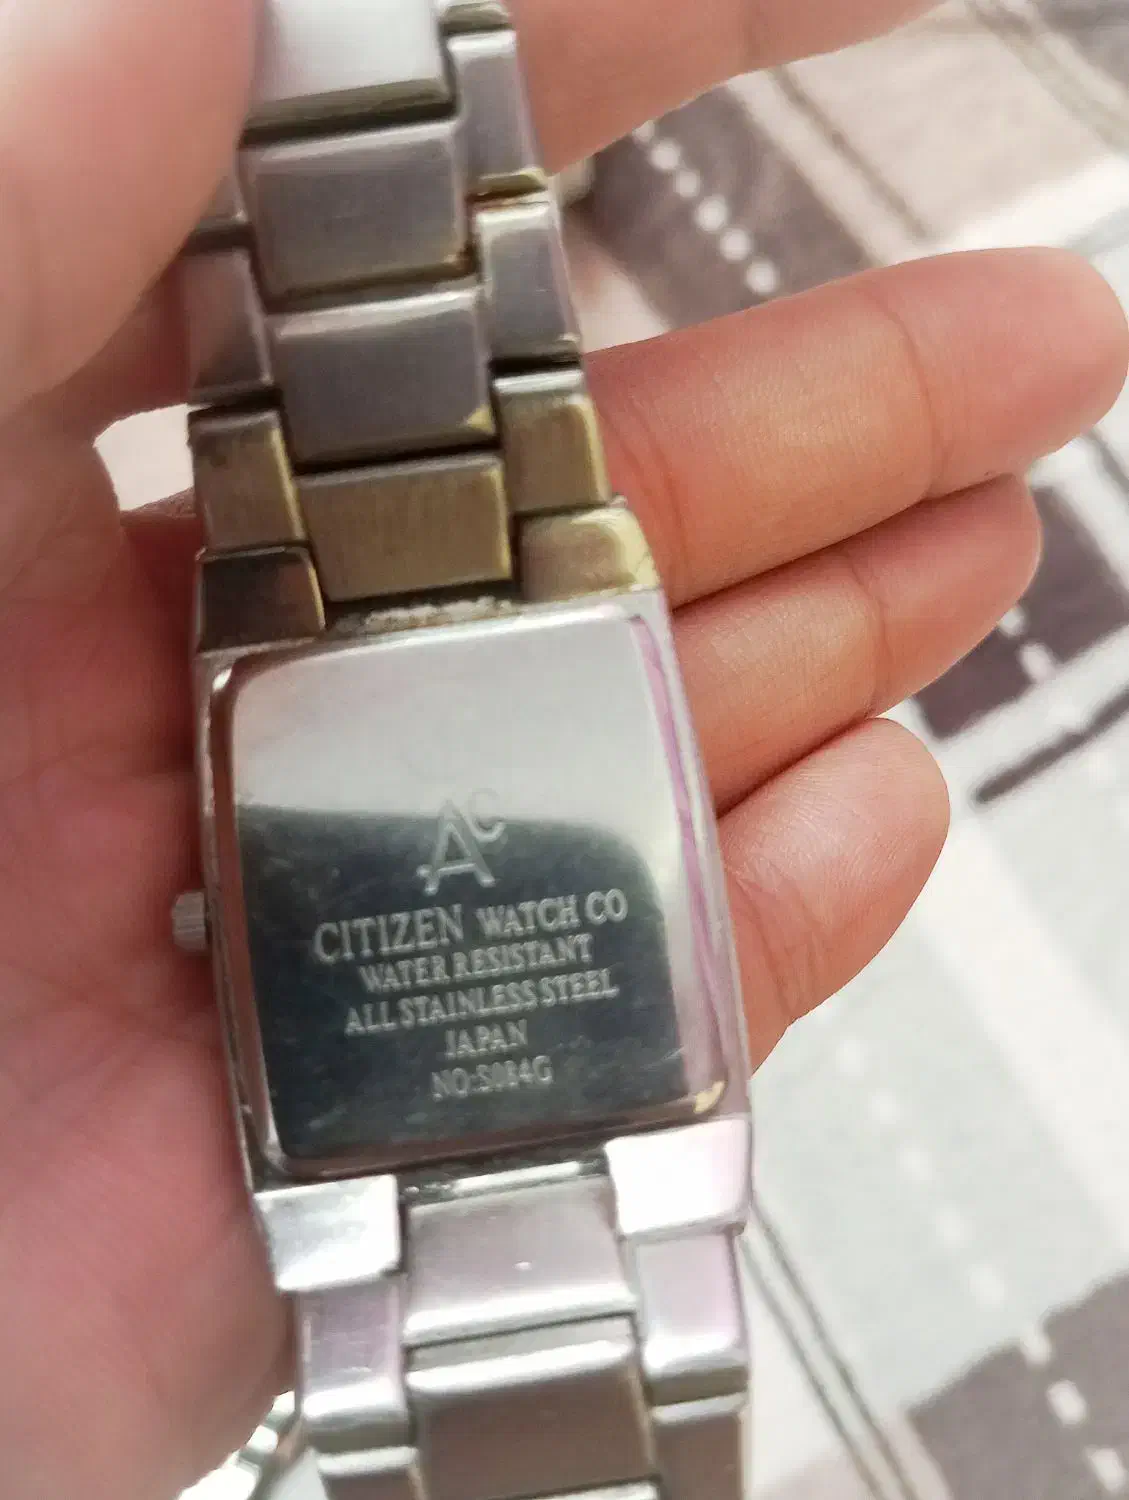 AC
CITIZEN WATCH CO
WATER RESISTANT
ALL STAINLESS STEEL
JAPAN
NO:S084G